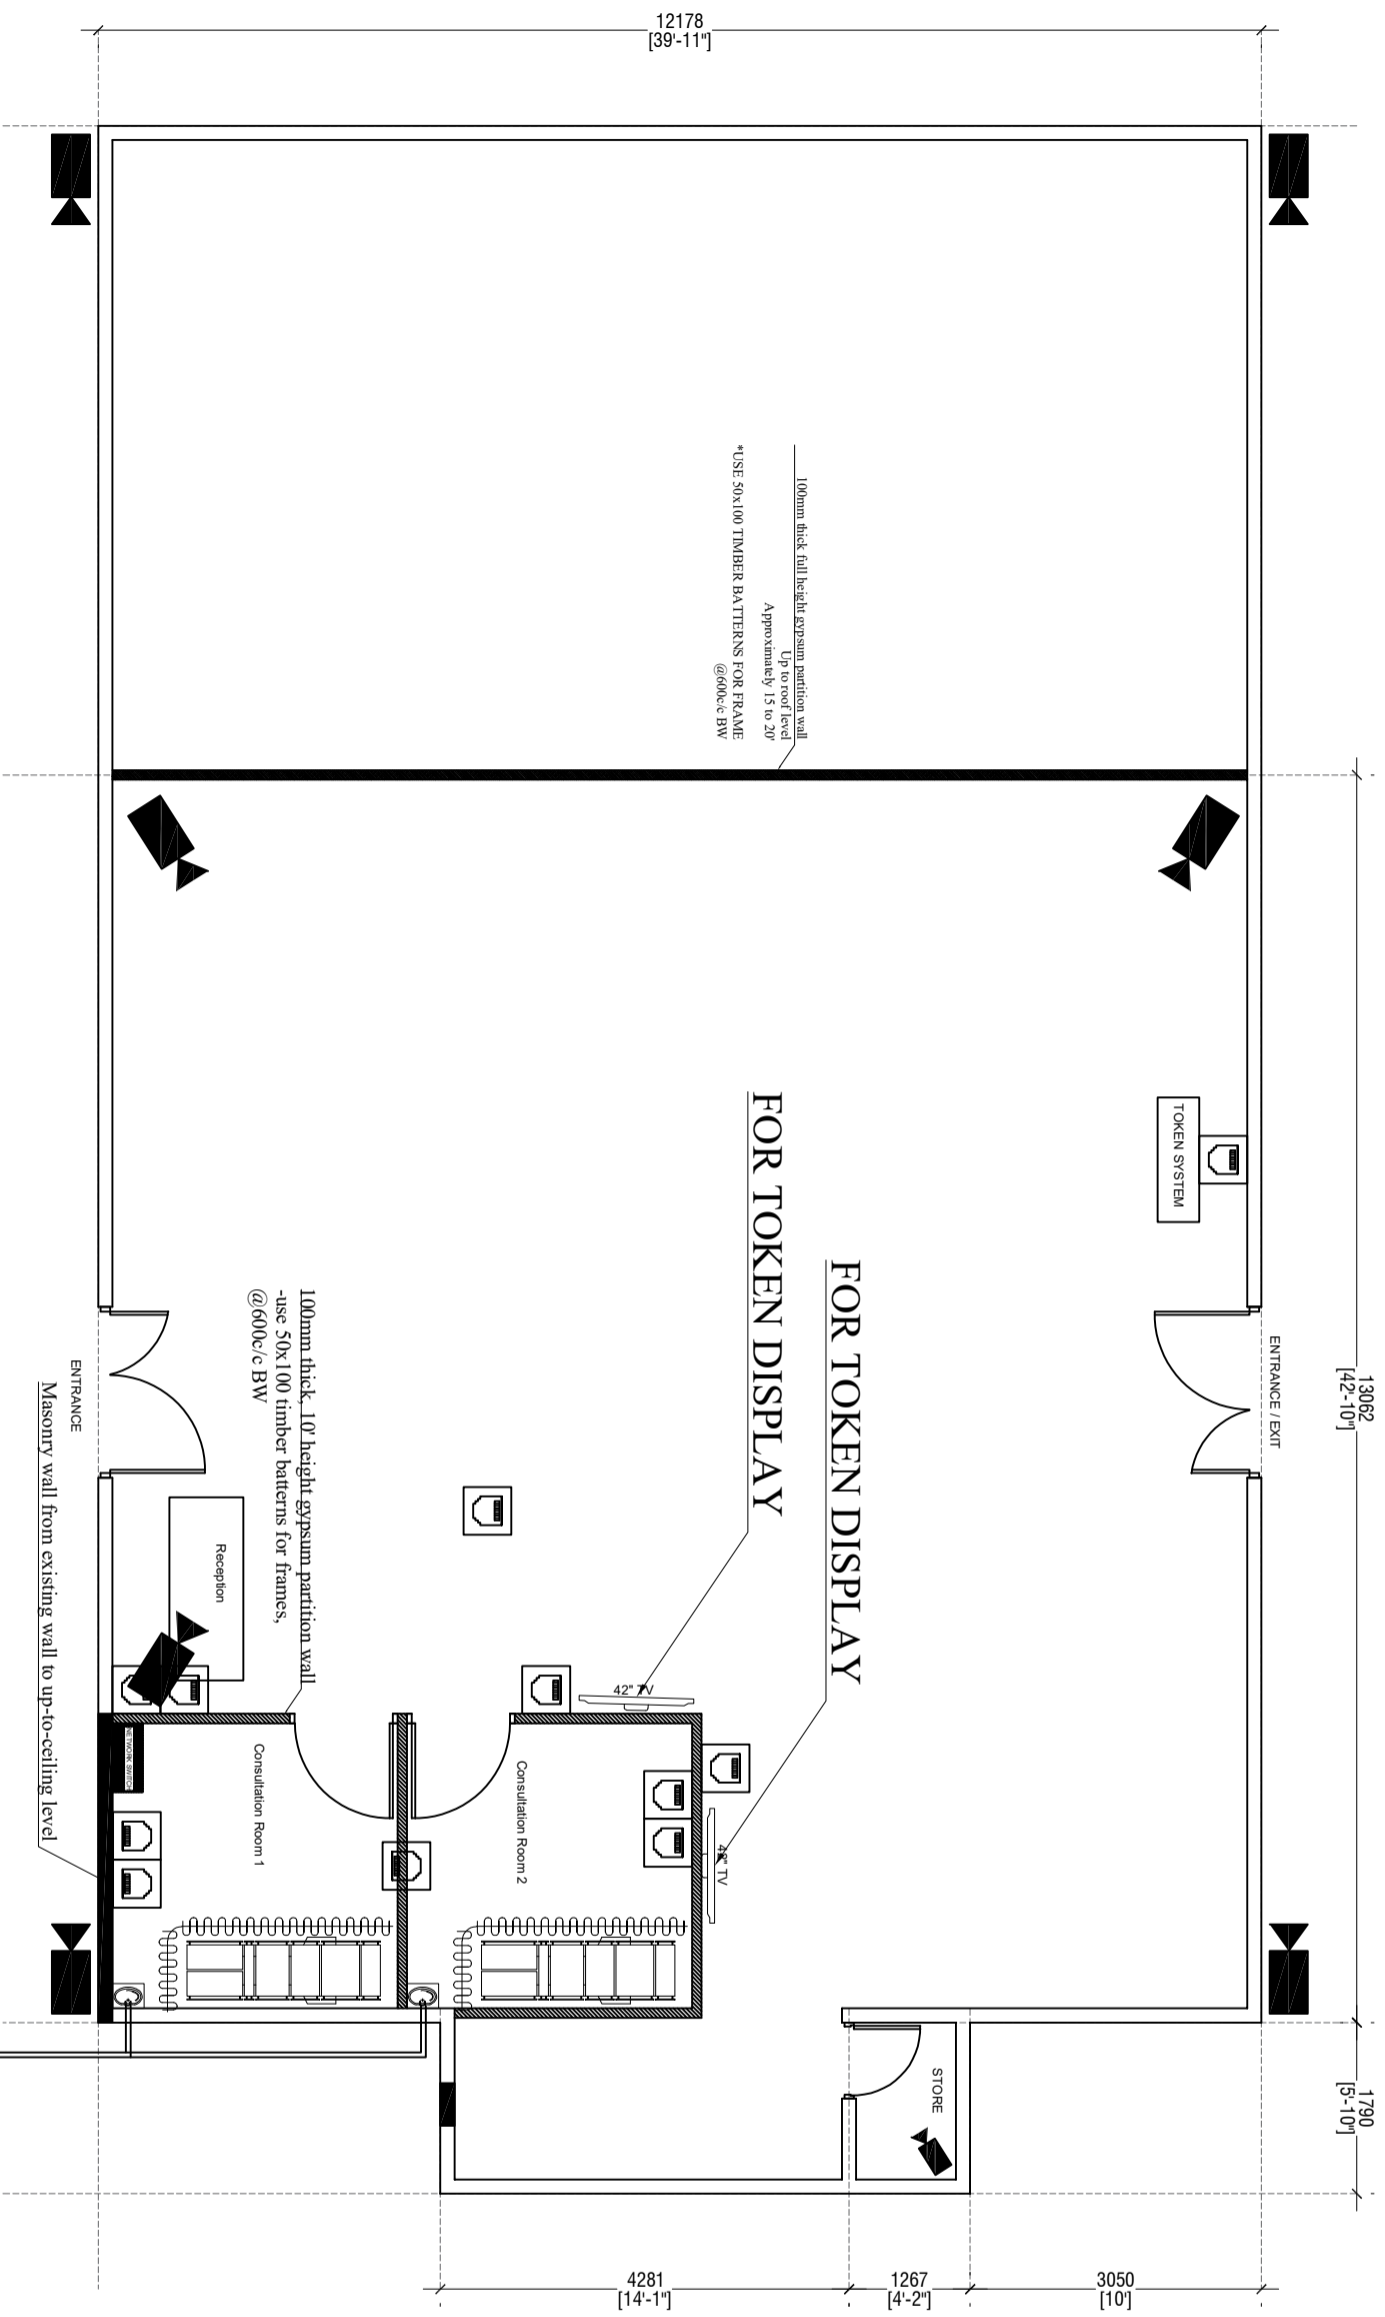 12178
[39'-11"]
100mm thick full height gypsum partition wall
Up to roof level
Approximately 15 to 20'
*USE 50x100 TIMBER BATTERNS FOR FRAME
@600c/c BW
TOKEN SYSTEM
FOR TOKEN DISPLAY
FOR TOKEN DISPLAY
ENTRANCE / EXIT
13062
[42'-10"]
100mm thick, 10' height gypsum partition wall
-use 50x100 timber batterns for frames,
@600c/c BW
ENTRANCE
Masonry wall from existing wall to up-to-ceiling level
Reception
42" TV
42" TV
NETWORK SWITCH
Consultation Room 1
Consultation Room 2
STORE
1790
[5'-10"]
4281
[14'-1"]
1267
[4'-2"]
3050
[10']